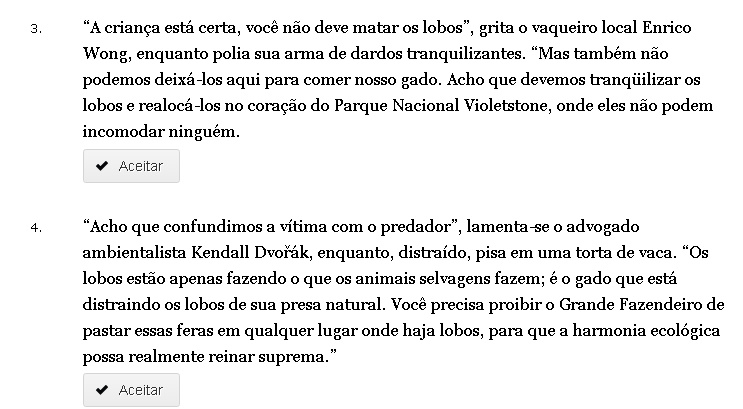 3. “A criança está certa, você não deve matar os lobos”, grita o vaqueiro local Enrico
Wong, enquanto polia sua arma de dardos tranquilizantes. “Mas também não
podemos deixá-los aqui para comer nosso gado. Acho que devemos tranqüilizar os
lobos e realocá-los no coração do Parque Nacional Violetstone, onde eles não podem
incomodar ninguém.
✔ Aceitar
4. “Acho que confundimos a vítima com o predador”, lamenta-se o advogado
ambientalista Kendall Dvořák, enquanto, distraído, pisa em uma torta de vaca. “Os
lobos estão apenas fazendo o que os animais selvagens fazem; é o gado que está
distraindo os lobos de sua presa natural. Você precisa proibir o Grande Fazendeiro de
pastar essas feras em qualquer lugar onde haja lobos, para que a harmonia ecológica
possa realmente reinar suprema.”
✔ Aceitar